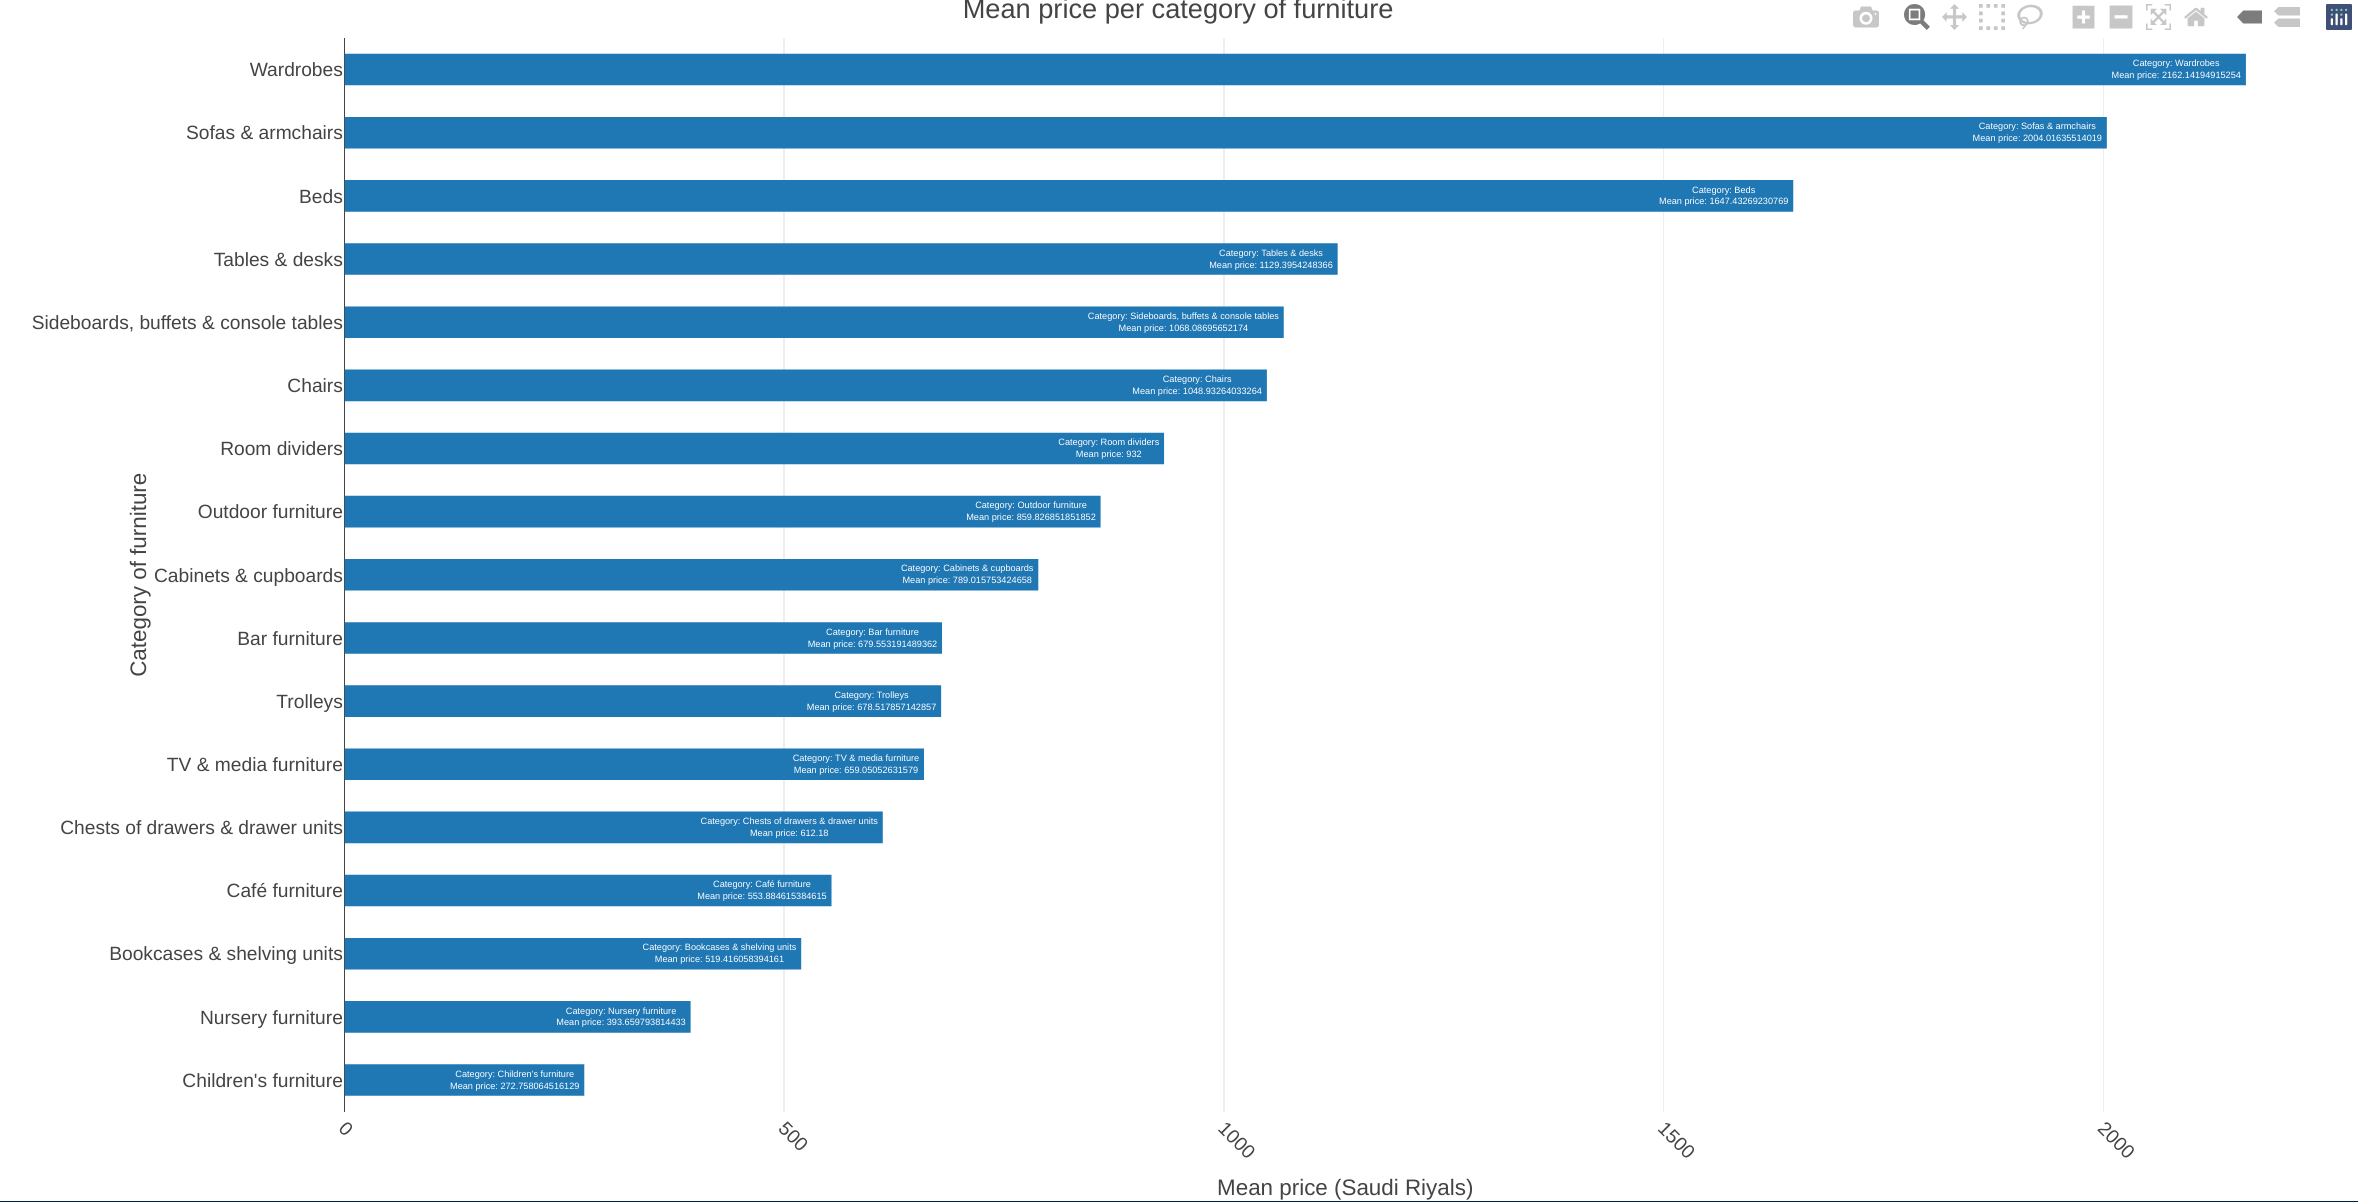 Mean price per category of furniture
Wardrobes
Category: Wardrobes
Mean price: 2162.14194915254
Sofas & armchairs
Category: Sofas & armchairs
Mean price: 2004.01635514019
Beds
Category: Beds
Mean price: 1647.43269230769
Tables & desks
Category: Tables & desks
Mean price: 1129.3954248366
Sideboards, buffets & console tables
Category: Sideboards, buffets & console tables
Mean price: 1068.08695652174
Chairs
Category: Chairs
Mean price: 1048.93264033264
Room dividers
Category: Room dividers
Mean price: 932
Outdoor furniture
Category: Outdoor furniture
Mean price: 859.826851851852
Cabinets & cupboards
Category: Cabinets & cupboards
Mean price: 789.015753424658
Bar furniture
Category: Bar furniture
Mean price: 679.553191489362
Trolleys
Category: Trolleys
Mean price: 678.517857142857
TV & media furniture
Category: TV & media furniture
Mean price: 659.05052631579
Chests of drawers & drawer units
Category: Chests of drawers & drawer units
Mean price: 612.18
Café furniture
Category: Café furniture
Mean price: 553.884615384615
Bookcases & shelving units
Category: Bookcases & shelving units
Mean price: 519.416058394161
Nursery furniture
Category: Nursery furniture
Mean price: 393.659793814433
Children's furniture
Category: Children's furniture
Mean price: 272.758064516129
Category of furniture
0
500
1000
1500
2000
Mean price (Saudi Riyals)